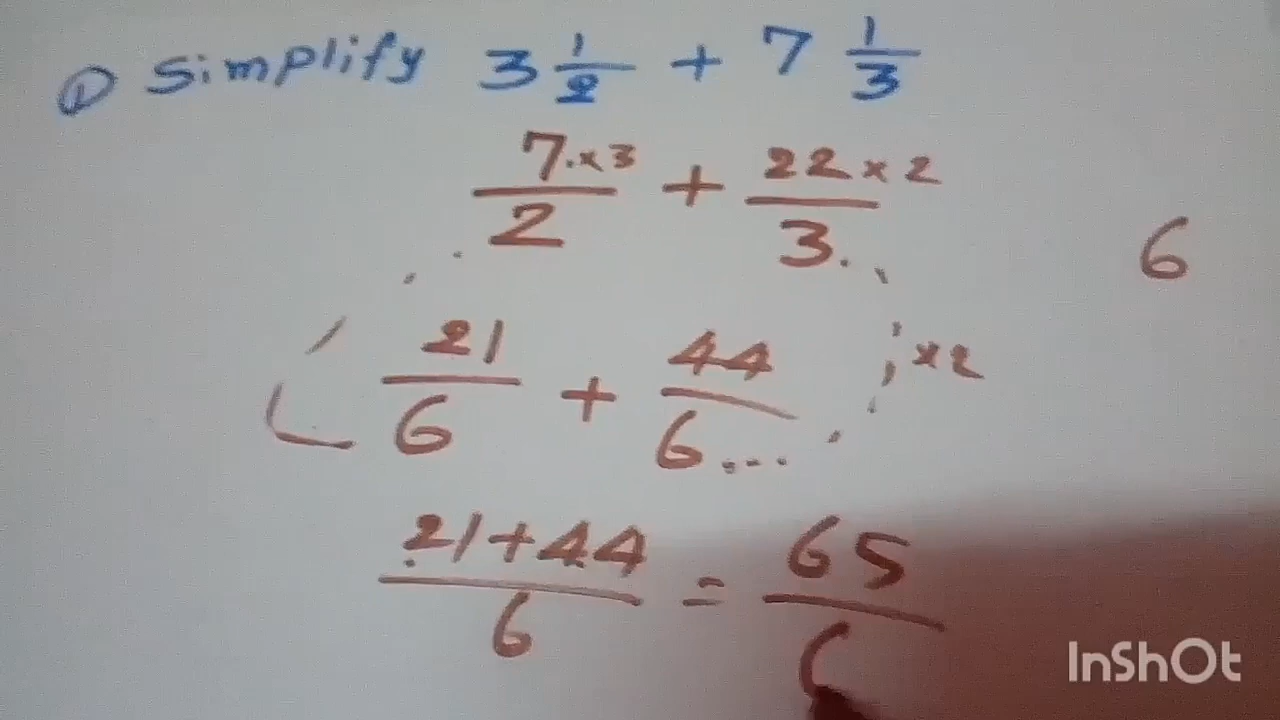 ① Simplify 3 1/2 + 7 1/3
7 × 3/2 + 22 × 2/3
6
21/6 + 44/6 ×2
21+44/6 = 65/6
InShOt